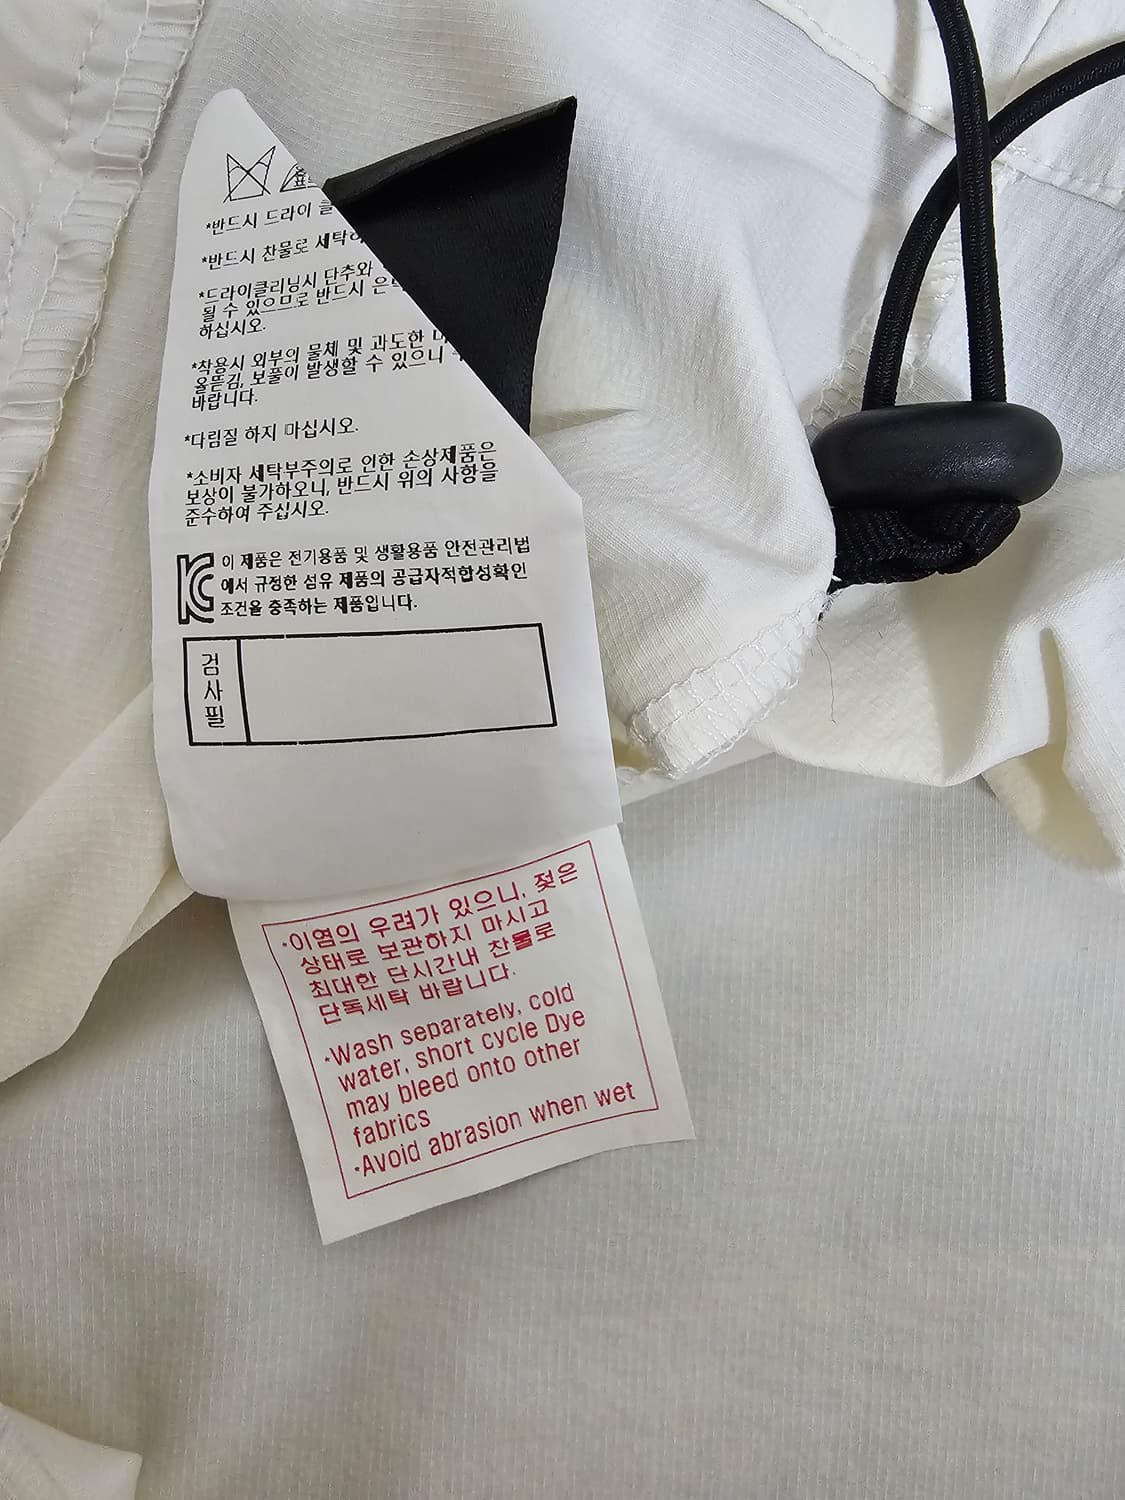 표
*반드시 드라이
*반드시 찬물로
*드라이클리닝시 단추와
될 수 있으므로 반드시
하십시오.
*착용시 외부의 물체 및 과도한
올뜯김, 보풀이 발생할 수 있으니
바랍니다.
*다림질 하지 마십시오.
*소비자 세탁부주의로 인한 손상제품은
보상이 불가하오니, 반드시 위의 사항을
준수하여 주십시오.
KC 이 제품은 전기용품 및 생활용품 안전관리법
에서 규정한 섬유 제품의 공급자적합성확인
조건을 충족하는 제품입니다.
검사필
*이염의 우려가 있으니, 젖은
상태로 보관하지 마시고
최대한 단시간내 찬물로
단독세탁 바랍니다.
*Wash separately, cold
water, short cycle Dye
may bleed onto other
fabrics
*Avoid abrasion when wet